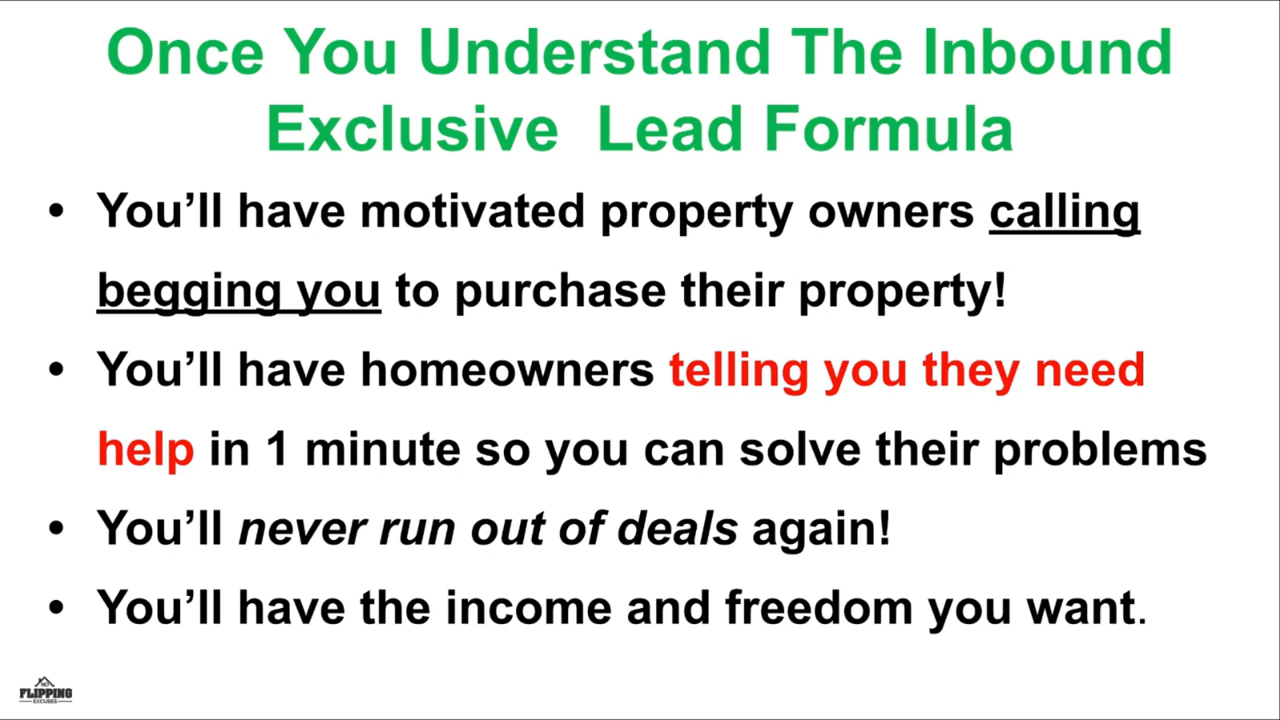 Once You Understand The Inbound
Exclusive Lead Formula
• You’ll have motivated property owners calling
begging you to purchase their property!
• You’ll have homeowners telling you they need
help in 1 minute so you can solve their problems
• You’ll never run out of deals again!
• You’ll have the income and freedom you want.
NO
FLIPPING
EXCUSES